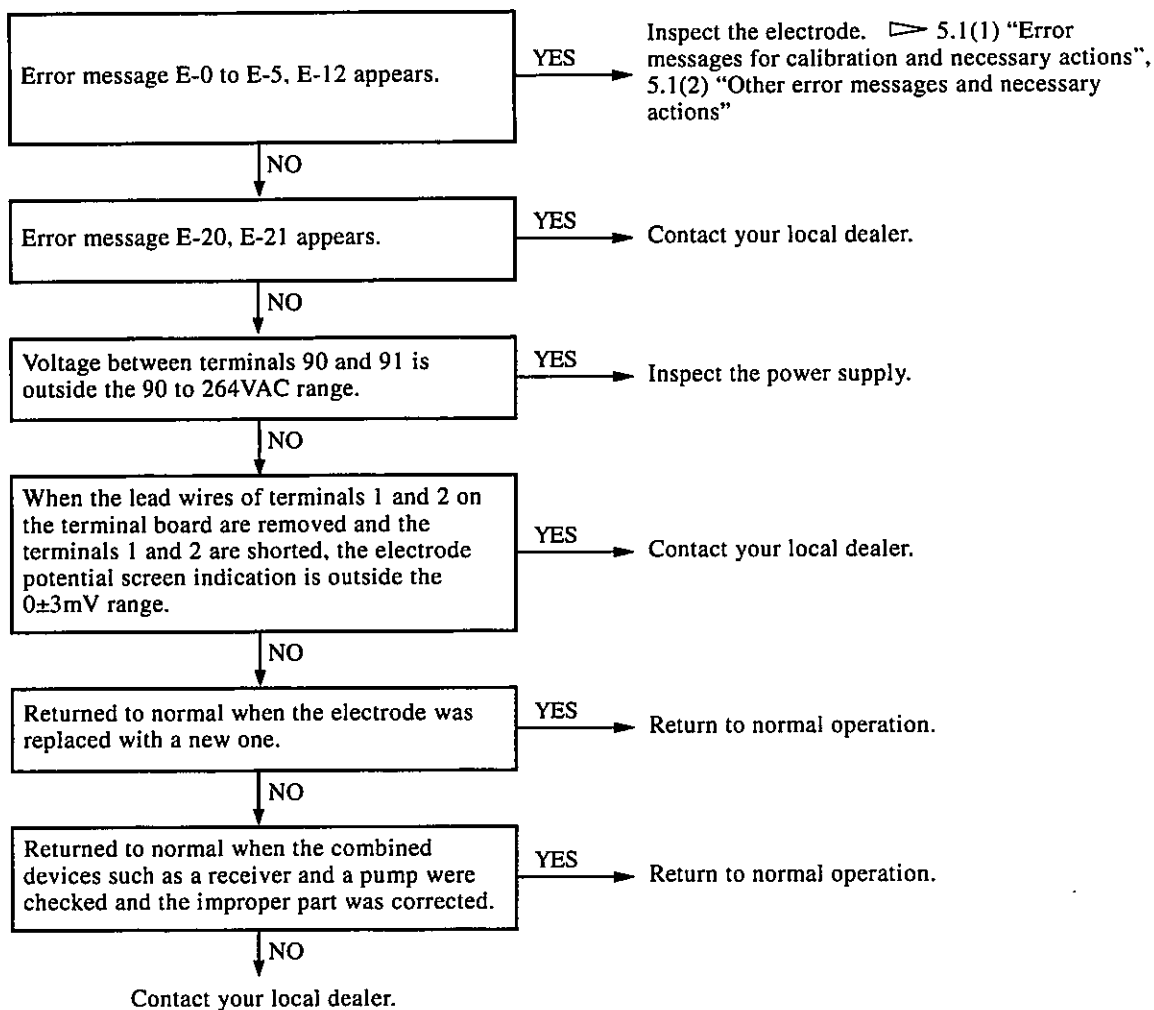 Error message E-0 to E-5, E-12 appears.
YES
Inspect the electrode. 5.1(1) “Error
messages for calibration and necessary actions”,
5.1(2) “Other error messages and necessary
actions”
NO
Error message E-20, E-21 appears.
YES
Contact your local dealer.
NO
Voltage between terminals 90 and 91 is
outside the 90 to 264VAC range.
YES
Inspect the power supply.
NO
When the lead wires of terminals 1 and 2 on
the terminal board are removed and the
terminals 1 and 2 are shorted, the electrode
potential screen indication is outside the
0±3mV range.
YES
Contact your local dealer.
NO
Returned to normal when the electrode was
replaced with a new one.
YES
Return to normal operation.
NO
Returned to normal when the combined
devices such as a receiver and a pump were
checked and the improper part was corrected.
YES
Return to normal operation.
NO
Contact your local dealer.